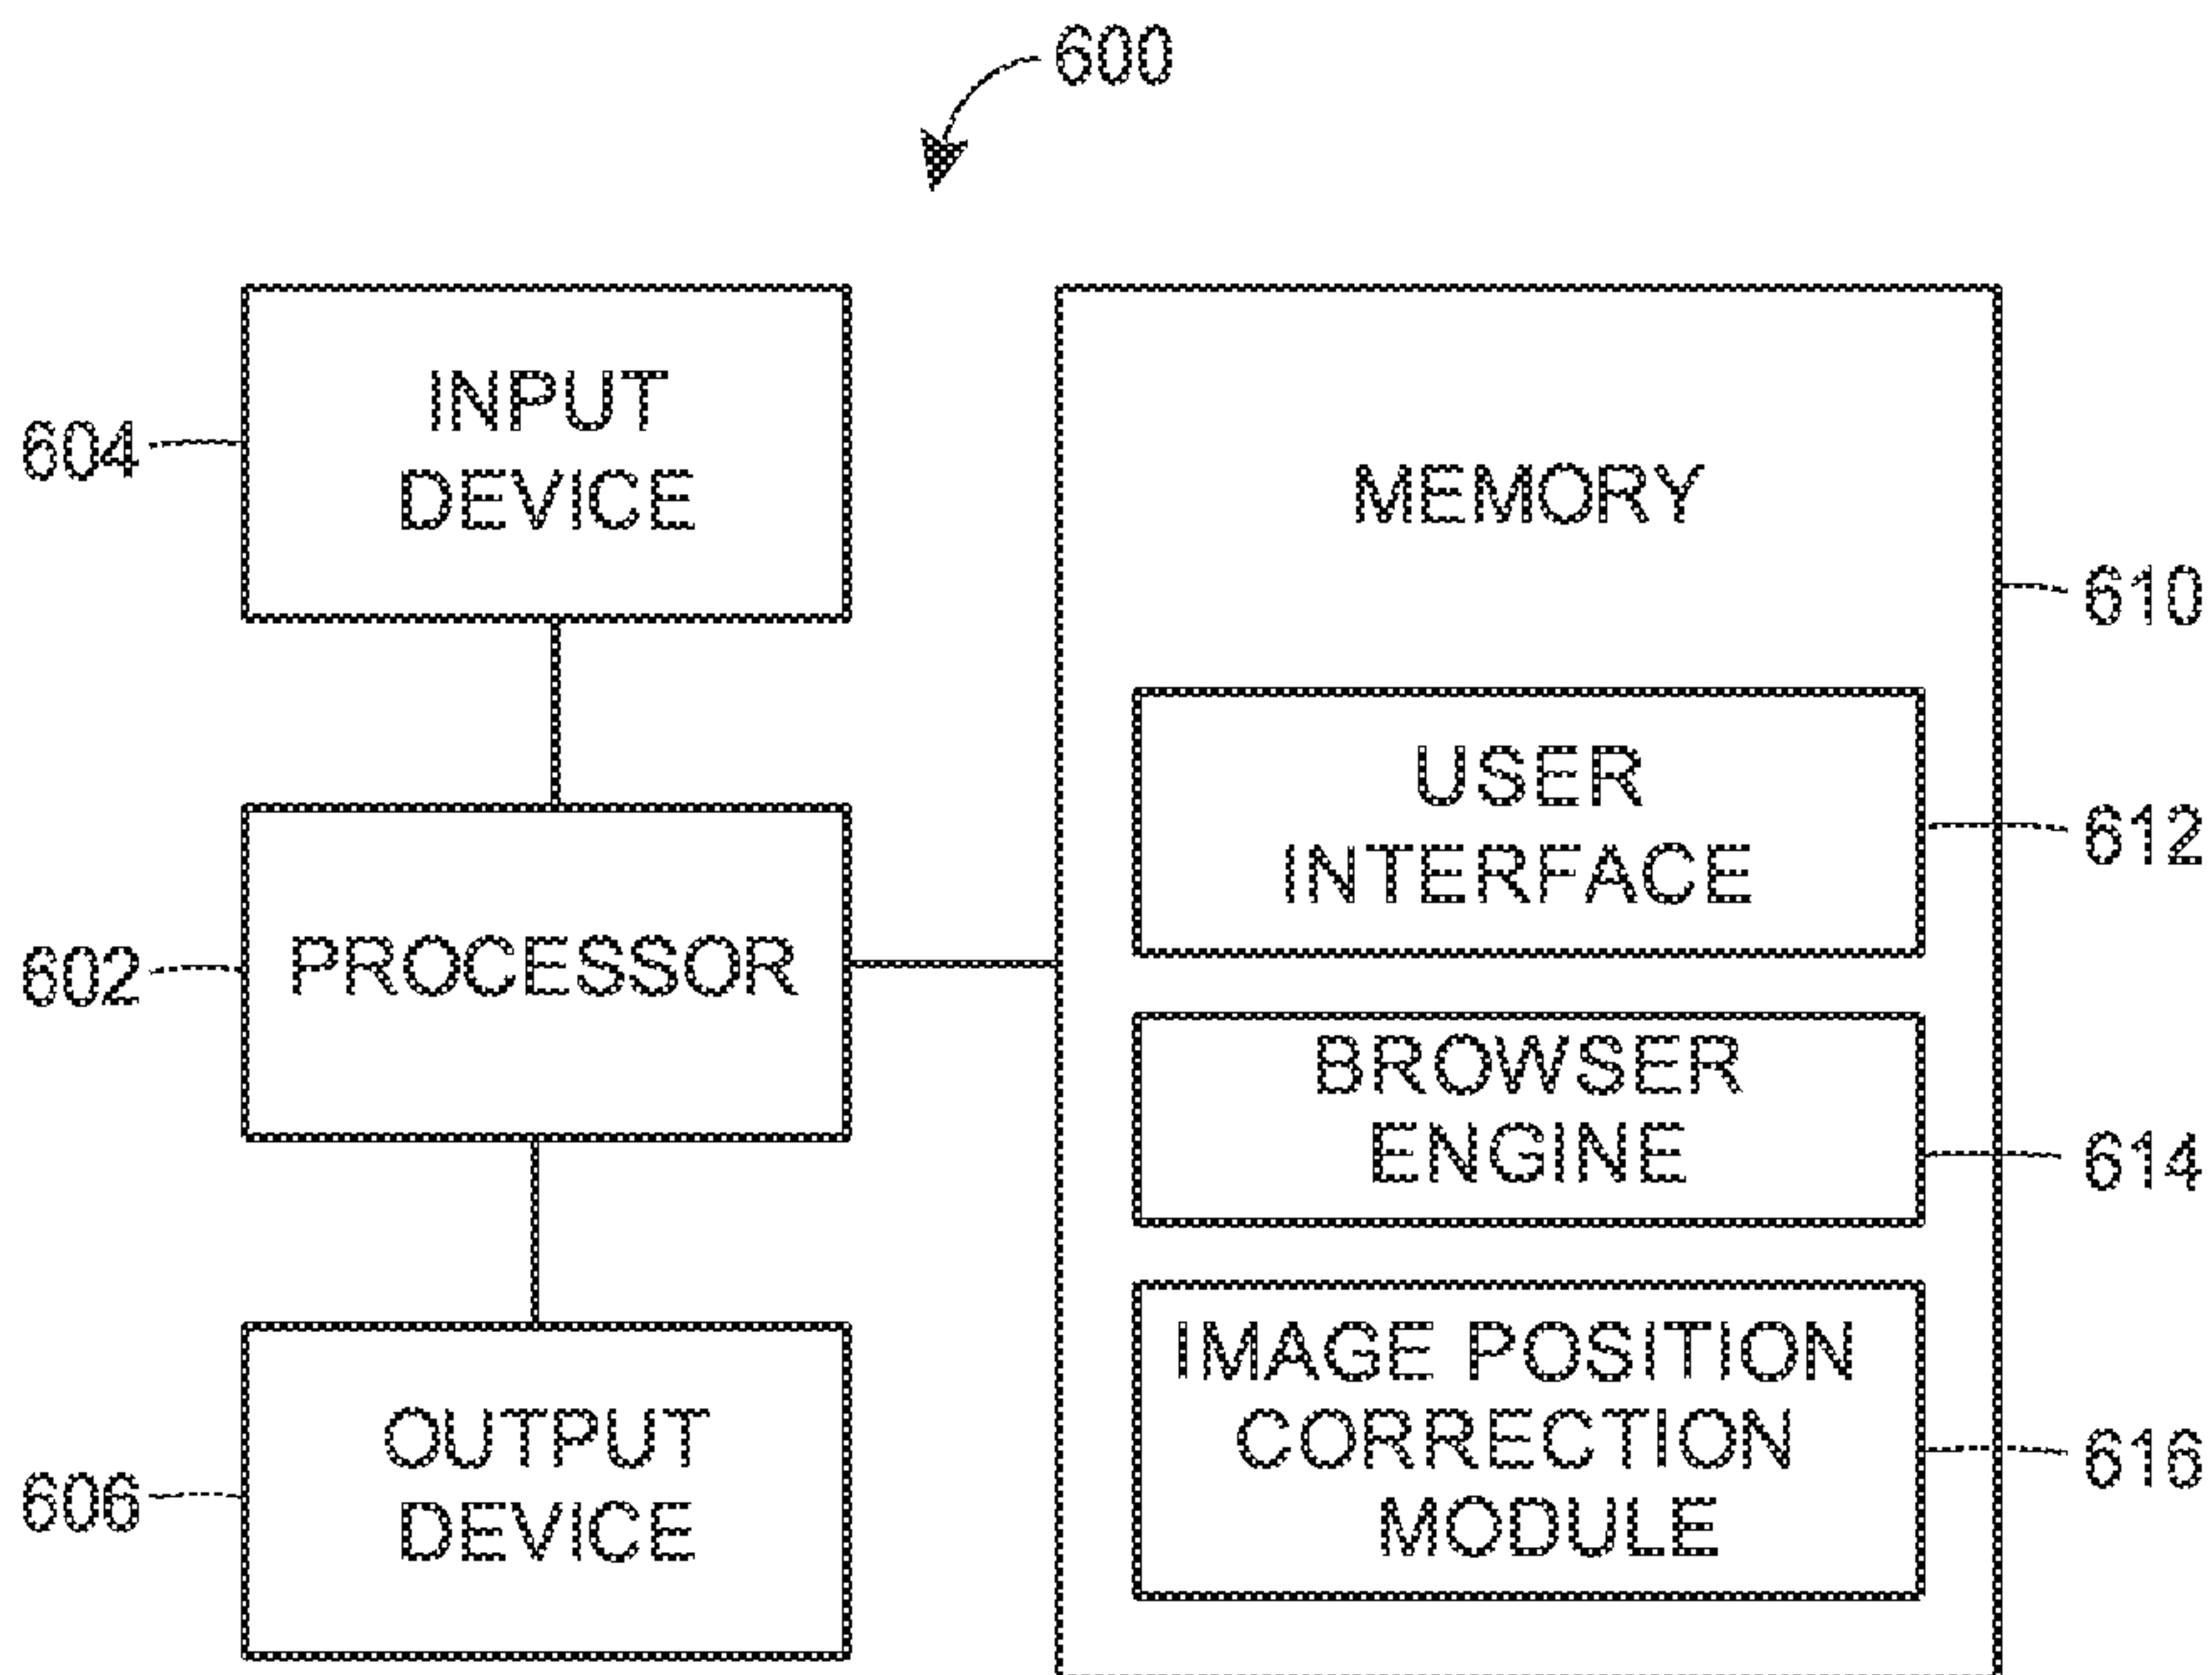 600
604
INPUT
DEVICE
602
PROCESSOR
606
OUTPUT
DEVICE
MEMORY
610
USER
INTERFACE
612
BROWSER
ENGINE
614
IMAGE POSITION
CORRECTION
MODULE
616